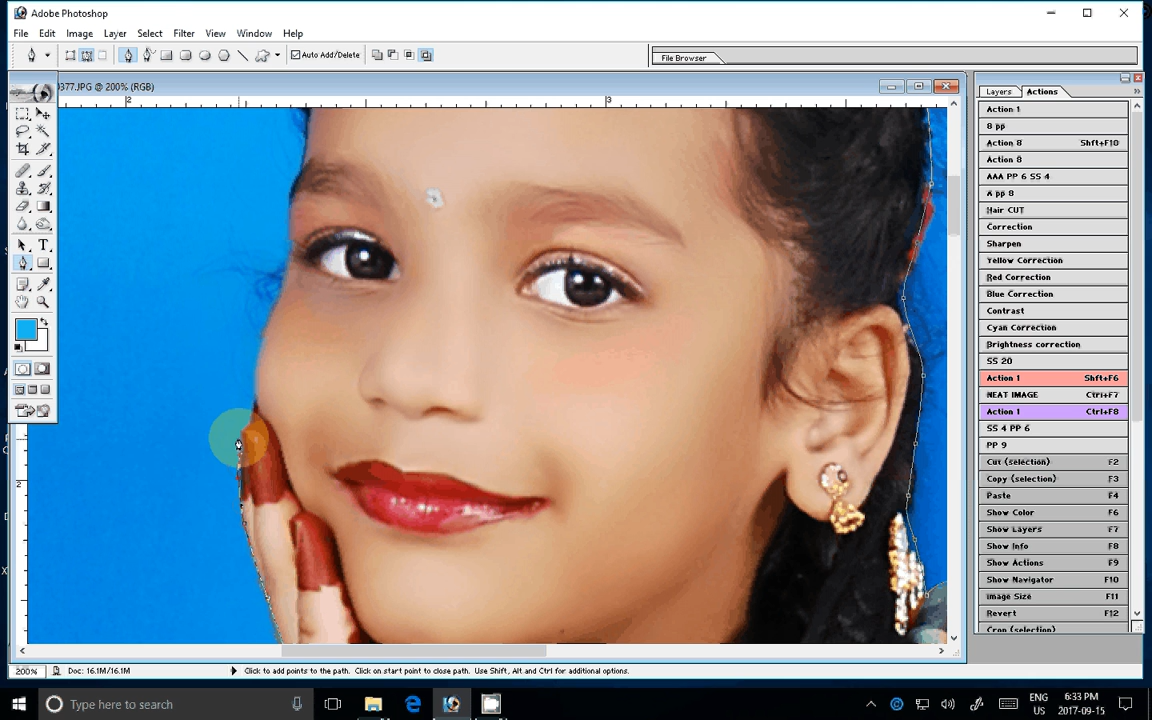 Adobe Photoshop
File Edit Image Layer Select Filter View Window Help
Auto Add/Delete
File Browser
0377.JPG @ 200% (RGB)
2
3
2
Layers Actions
Action 1
8 pp
Action 8 Shft+F10
Action 8
AAA PP 6 SS 4
A pp 8
Hair CUT
Correction
Sharpen
Yellow Correction
Red Correction
Blue Correction
Contrast
Cyan Correction
Brightness correction
SS 20
Action 1 Shft+F6
NEAT IMAGE Ctrl+F7
Action 1 Ctrl+F8
SS 4 PP 6
PP 9
Cut (selection) F2
Copy (selection) F3
Paste F4
Show Color F6
Show Layers F7
Show Info F8
Show Actions F9
Show Navigator F10
Image Size F11
Revert F12
Crop (selection)
200% Doc: 16.1M/16.1M Click to add points to the path. Click on start point to close path. Use Shift, Alt and Ctrl for additional options.
Type here to search
ENG
US
6:33 PM
2017-09-15